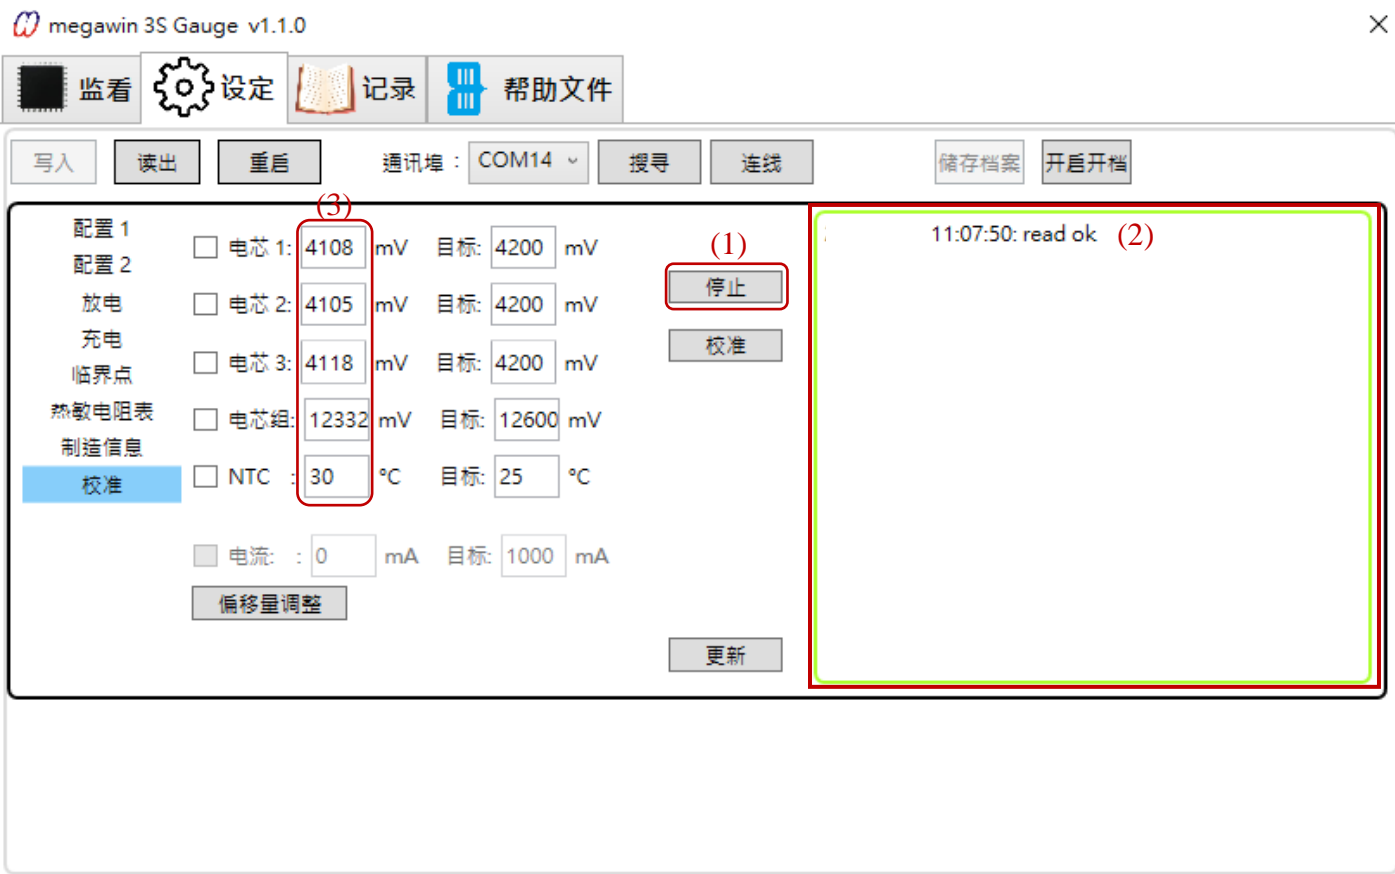 megawin 3S Gauge v1.1.0
监看 设定 记录 帮助文件
写入 读出 重启 通讯埠 : COM14 搜寻 连线 储存档案 开启开档
(3)
配置 1
配置 2
放电
充电
临界点
热敏电阻表
制造信息
校准
电芯 1: 4108 mV 目标: 4200 mV
电芯 2: 4105 mV 目标: 4200 mV
电芯 3: 4118 mV 目标: 4200 mV
电芯组: 12332 mV 目标: 12600 mV
NTC : 30 °C 目标: 25 °C
电流: : 0 mA 目标: 1000 mA
偏移量调整
(1)
停止
校准
更新
11:07:50: read ok (2)